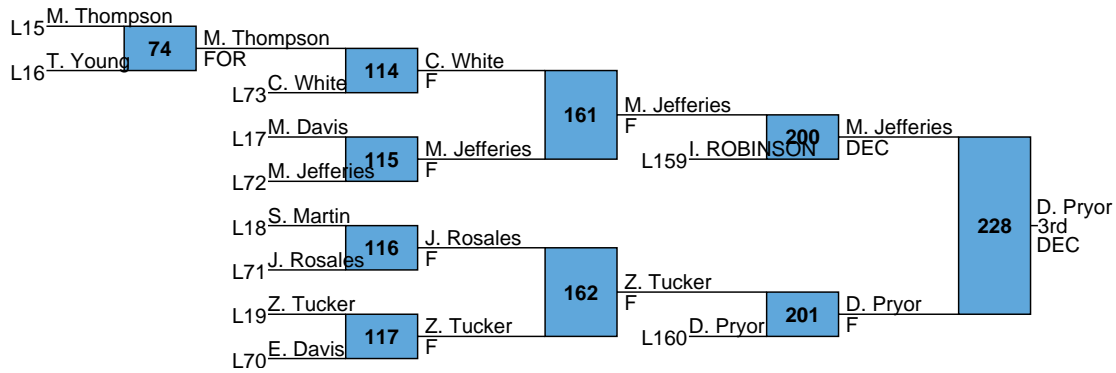 L15 M. Thompson
74
L16 T. Young
M. Thompson
FOR
114
L73 C. White
C. White
F
161
L17 M. Davis
115
L72 M. Jefferies
M. Jefferies
F
M. Jefferies
F
200
L159 I. ROBINSON
M. Jefferies
DEC
228
L18 S. Martin
116
L71 J. Rosales
J. Rosales
F
162
L19 Z. Tucker
117
L70 E. Davis
Z. Tucker
F
Z. Tucker
F
201
L160 D. Pryor
D. Pryor
F
D. Pryor
3rd
DEC